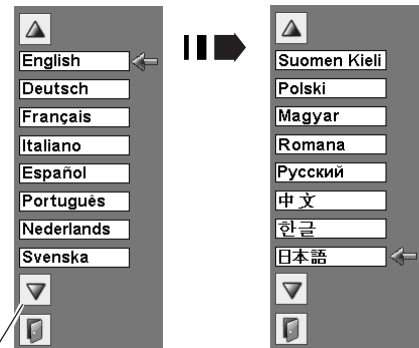 English
Deutsch
Français
Italiano
Español
Português
Nederlands
Svenska
Suomen Kieli
Polski
Magyar
Romana
Русский
中文
한글
日本語